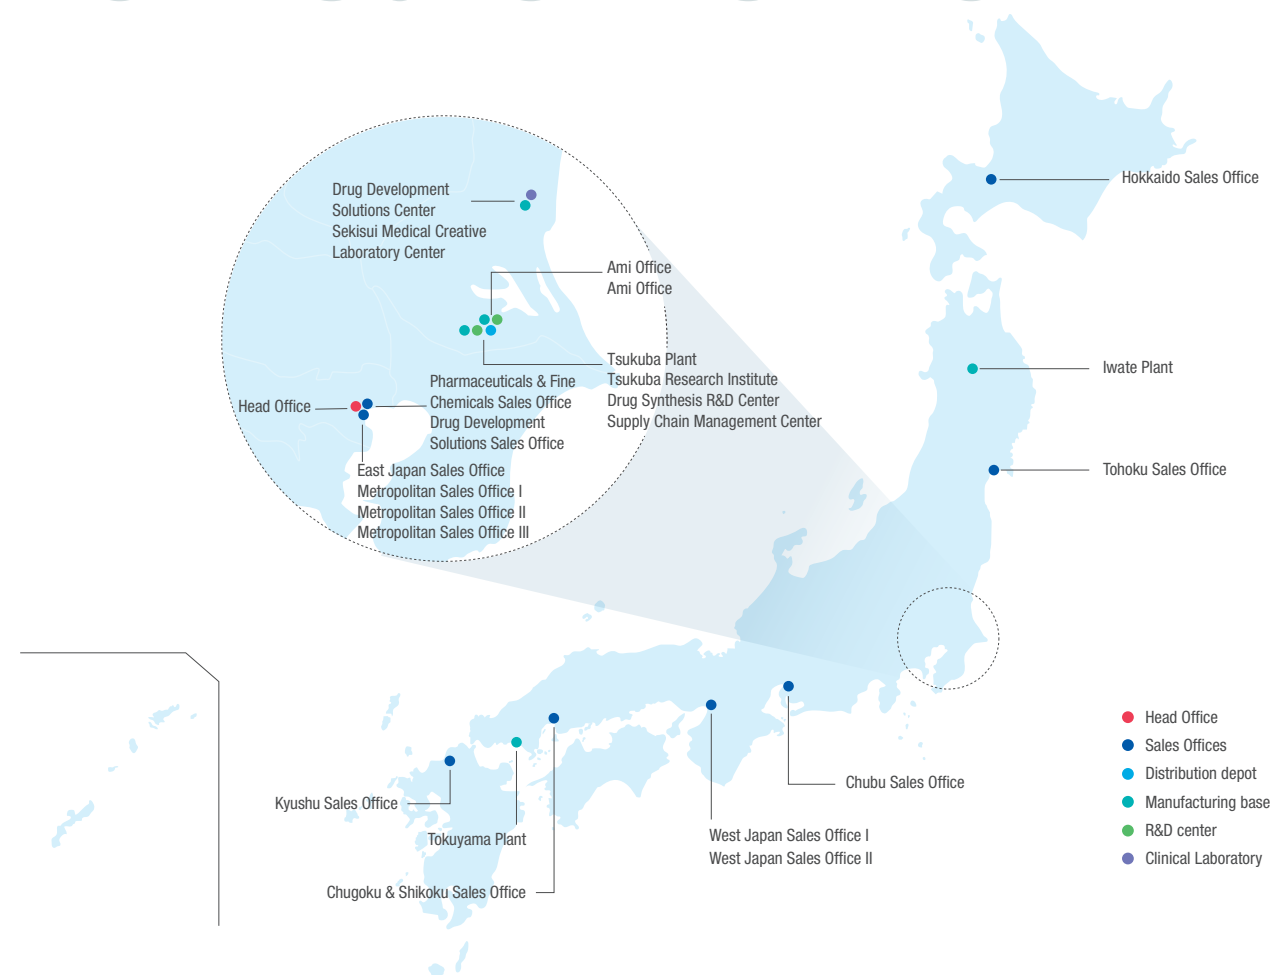 Hokkaido Sales Office
Drug Development
Solutions Center
Sekisui Medical Creative
Laboratory Center
Ami Office
Ami Office
Tsukuba Plant
Tsukuba Research Institute
Drug Synthesis R&D Center
Supply Chain Management Center
Iwate Plant
Pharmaceuticals & Fine
Chemicals Sales Office
Drug Development
Solutions Sales Office
Head Office
East Japan Sales Office
Metropolitan Sales Office I
Metropolitan Sales Office II
Metropolitan Sales Office III
Tohoku Sales Office
Chubu Sales Office
Kyushu Sales Office
Tokuyama Plant
West Japan Sales Office I
West Japan Sales Office II
Chugoku & Shikoku Sales Office
Head Office
Sales Offices
Distribution depot
Manufacturing base
R&D center
Clinical Laboratory